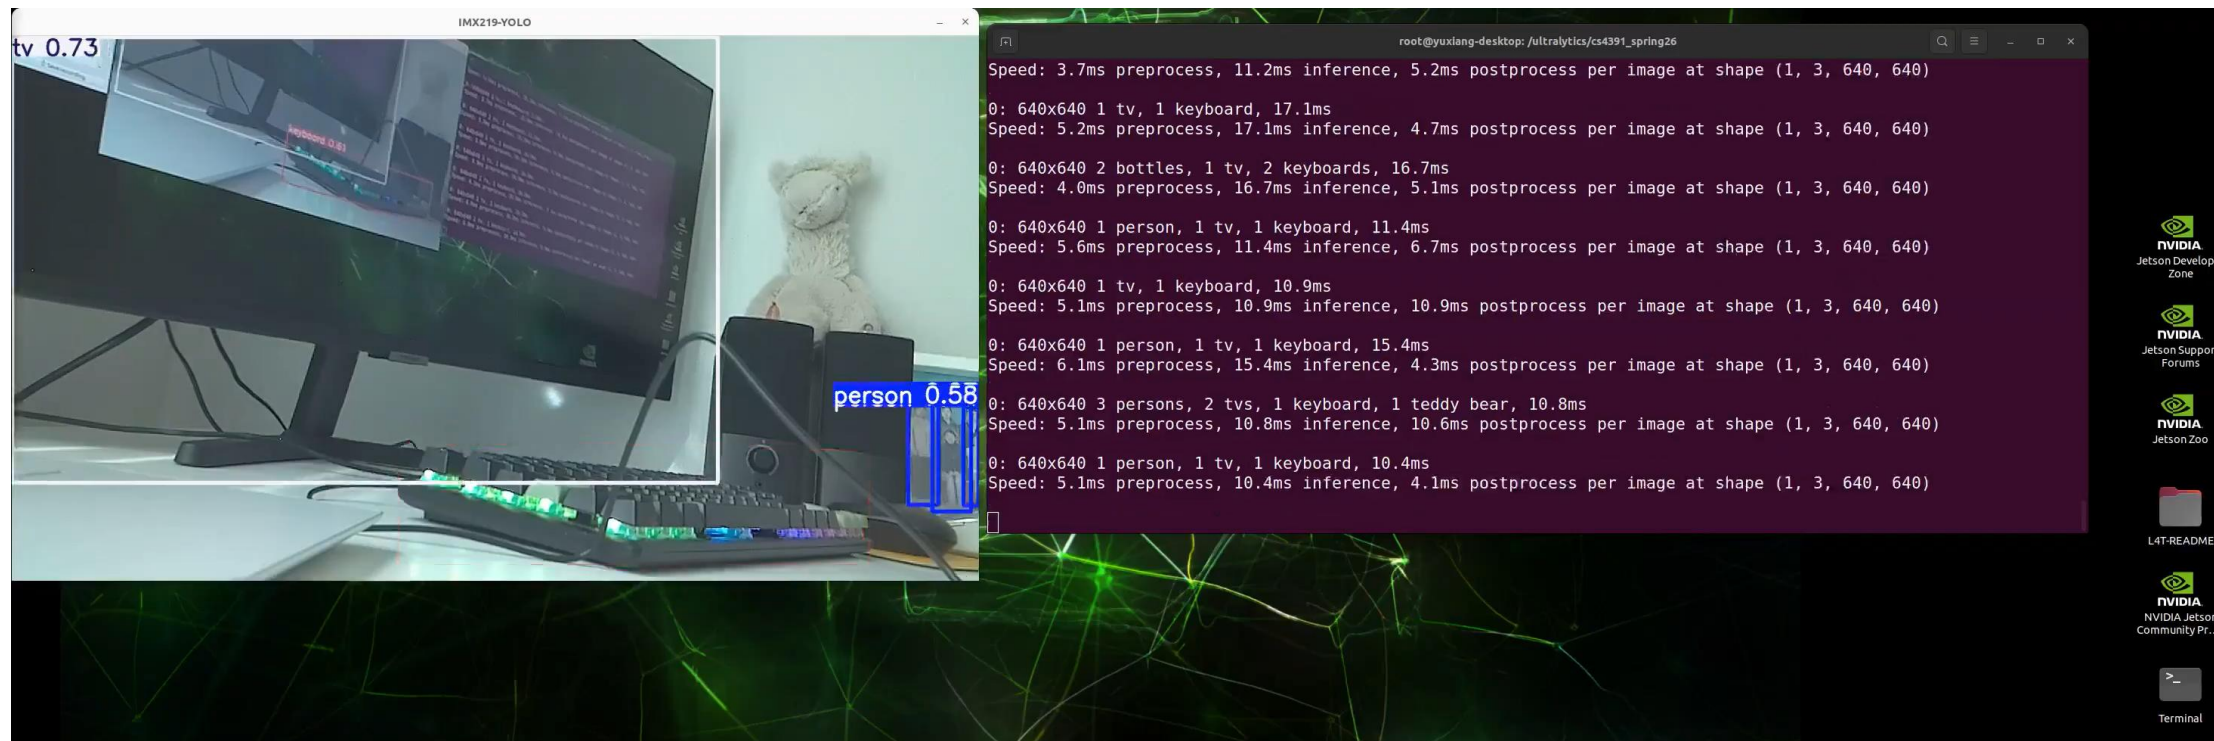 IMX219-YOLO
tv 0.73
keyboard 0.61
person 0.58
root@yuxiang-desktop: /ultralytics/cs4391_spring26
Speed: 3.7ms preprocess, 11.2ms inference, 5.2ms postprocess per image at shape (1, 3, 640, 640)
0: 640x640 1 tv, 1 keyboard, 17.1ms
Speed: 5.2ms preprocess, 17.1ms inference, 4.7ms postprocess per image at shape (1, 3, 640, 640)
0: 640x640 2 bottles, 1 tv, 2 keyboards, 16.7ms
Speed: 4.0ms preprocess, 16.7ms inference, 5.1ms postprocess per image at shape (1, 3, 640, 640)
0: 640x640 1 person, 1 tv, 1 keyboard, 11.4ms
Speed: 5.6ms preprocess, 11.4ms inference, 6.7ms postprocess per image at shape (1, 3, 640, 640)
0: 640x640 1 tv, 1 keyboard, 10.9ms
Speed: 5.1ms preprocess, 10.9ms inference, 10.9ms postprocess per image at shape (1, 3, 640, 640)
0: 640x640 1 person, 1 tv, 1 keyboard, 15.4ms
Speed: 6.1ms preprocess, 15.4ms inference, 4.3ms postprocess per image at shape (1, 3, 640, 640)
0: 640x640 3 persons, 2 tvs, 1 keyboard, 1 teddy bear, 10.8ms
Speed: 5.1ms preprocess, 10.8ms inference, 10.6ms postprocess per image at shape (1, 3, 640, 640)
0: 640x640 1 person, 1 tv, 1 keyboard, 10.4ms
Speed: 5.1ms preprocess, 10.4ms inference, 4.1ms postprocess per image at shape (1, 3, 640, 640)
NVIDIA.
Jetson Develop
Zone
NVIDIA.
Jetson Suppor
Forums
NVIDIA.
Jetson Zoo
L4T-README
NVIDIA.
NVIDIA Jetson
Community Pr...
>_
Terminal